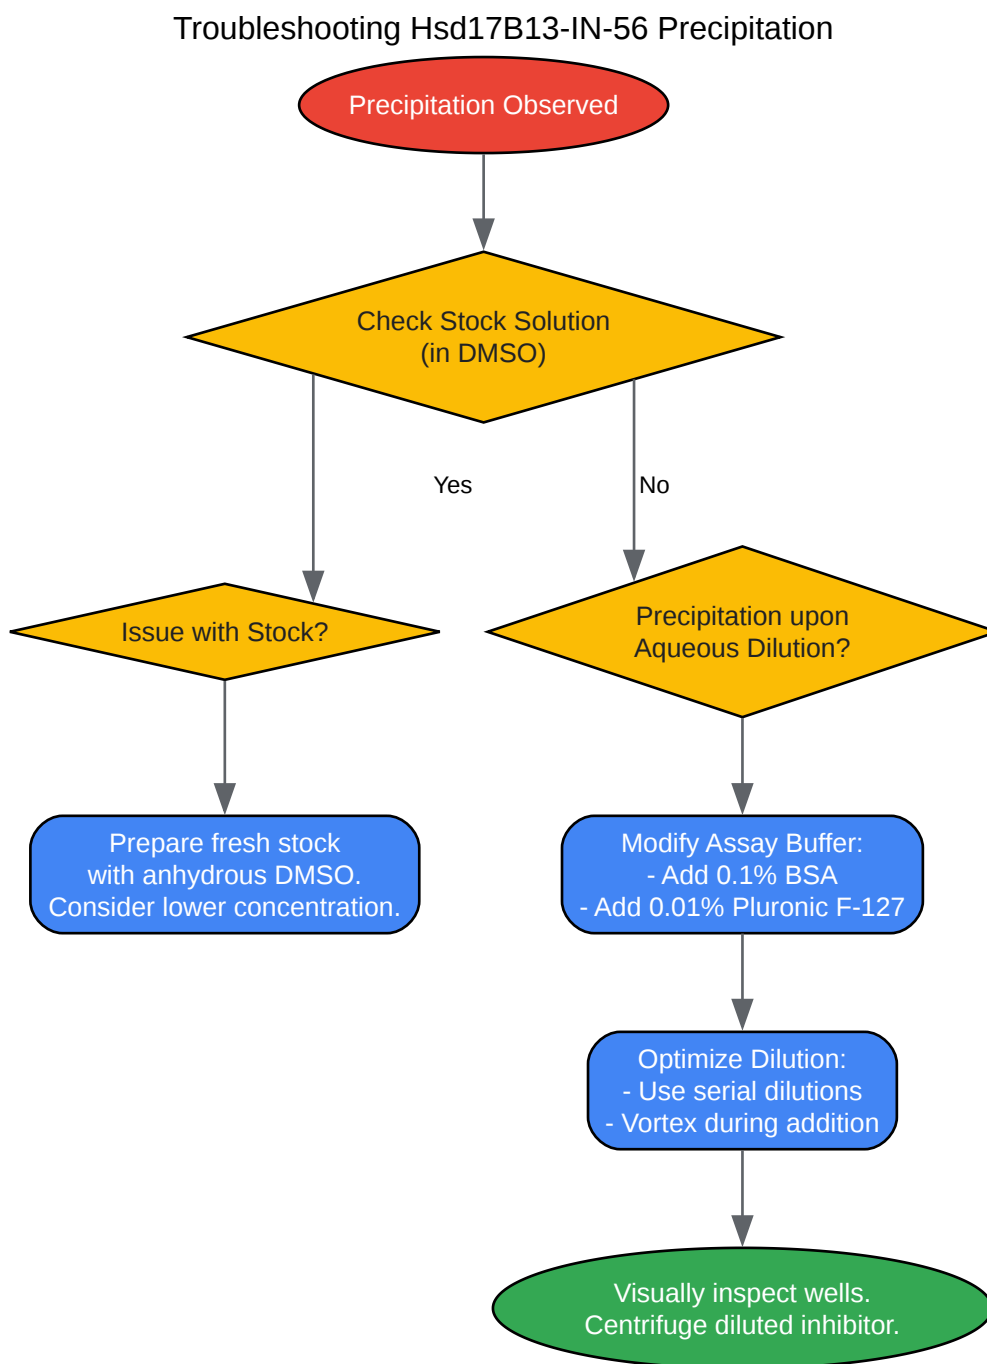 Troubleshooting Hsd17B13-IN-56 Precipitation
Precipitation Observed
Check Stock Solution
(in DMSO)
Yes
No
Issue with Stock?
Precipitation upon
Aqueous Dilution?
Prepare fresh stock
with anhydrous DMSO.
Consider lower concentration.
Modify Assay Buffer:
- Add 0.1% BSA
- Add 0.01% Pluronic F-127
Optimize Dilution:
- Use serial dilutions
- Vortex during addition
Visually inspect wells.
Centrifuge diluted inhibitor.